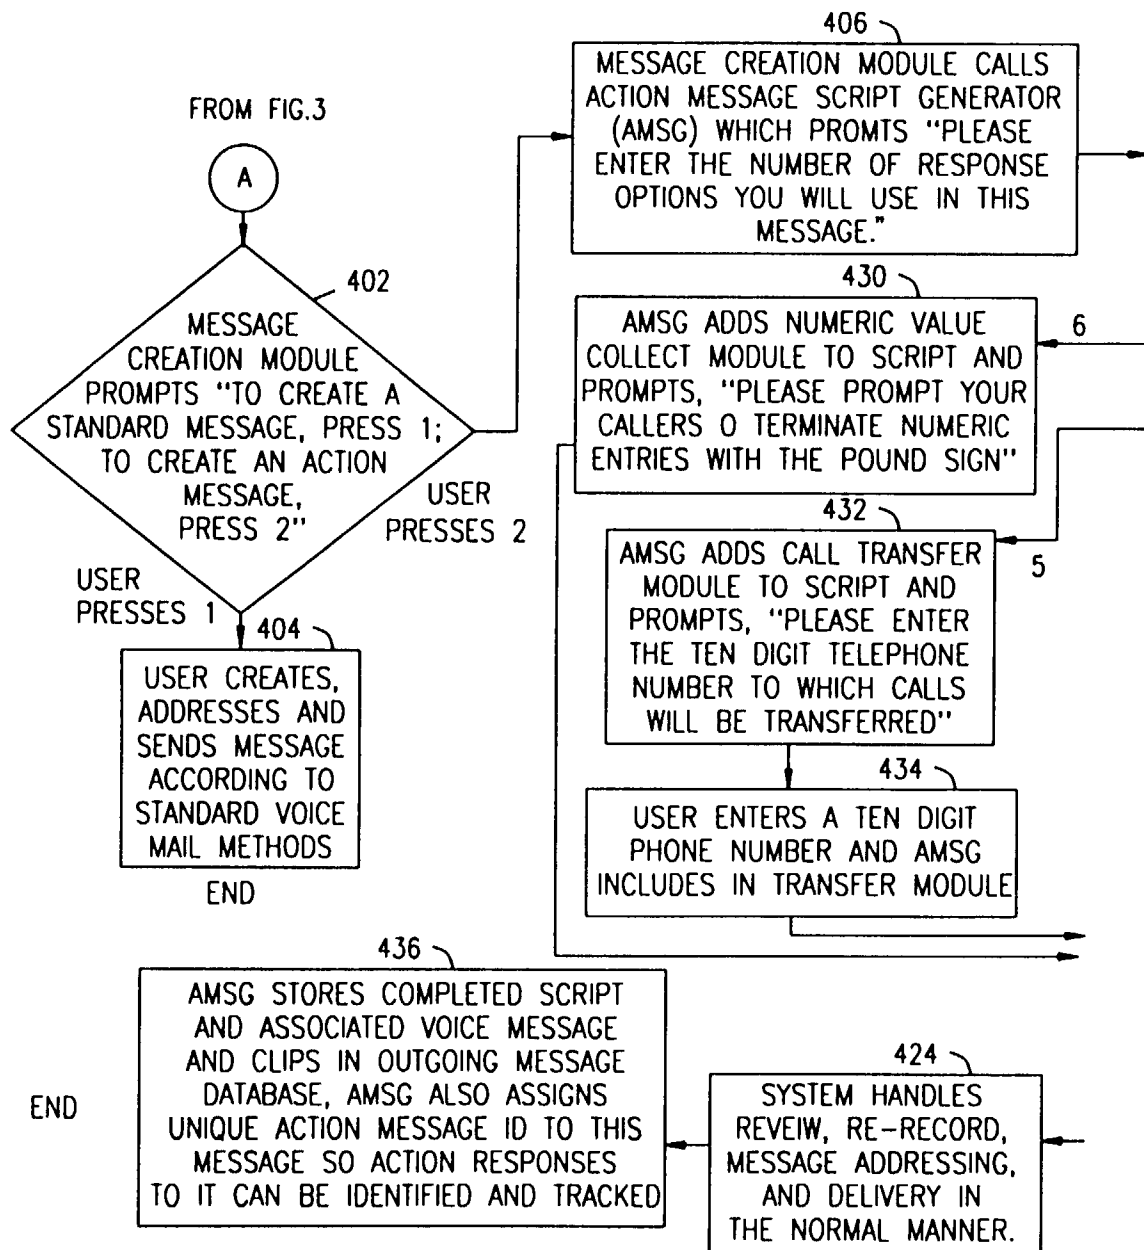 FROM FIG.3
A
402
MESSAGE
CREATION MODULE
PROMPTS "TO CREATE A
STANDARD MESSAGE, PRESS 1;
TO CREATE AN ACTION
MESSAGE,
PRESS 2"
USER
PRESSES 2
USER
PRESSES 1
404
USER CREATES,
ADDRESSES AND
SENDS MESSAGE
ACCORDING TO
STANDARD VOICE
MAIL METHODS
END
406
MESSAGE CREATION MODULE CALLS
ACTION MESSAGE SCRIPT GENERATOR
(AMSG) WHICH PROMTS "PLEASE
ENTER THE NUMBER OF RESPONSE
OPTIONS YOU WILL USE IN THIS
MESSAGE."
430
AMSG ADDS NUMERIC VALUE
COLLECT MODULE TO SCRIPT AND
PROMPTS, "PLEASE PROMPT YOUR
CALLERS O TERMINATE NUMERIC
ENTRIES WITH THE POUND SIGN"
6
432
AMSG ADDS CALL TRANSFER
MODULE TO SCRIPT AND
PROMPTS, "PLEASE ENTER
THE TEN DIGIT TELEPHONE
NUMBER TO WHICH CALLS
WILL BE TRANSFERRED"
5
434
USER ENTERS A TEN DIGIT
PHONE NUMBER AND AMSG
INCLUDES IN TRANSFER MODULE
436
AMSG STORES COMPLETED SCRIPT
AND ASSOCIATED VOICE MESSAGE
AND CLIPS IN OUTGOING MESSAGE
DATABASE, AMSG ALSO ASSIGNS
UNIQUE ACTION MESSAGE ID TO THIS
MESSAGE SO ACTION RESPONSES
TO IT CAN BE IDENTIFIED AND TRACKED
END
424
SYSTEM HANDLES
REVEIW, RE-RECORD,
MESSAGE ADDRESSING,
AND DELIVERY IN
THE NORMAL MANNER.